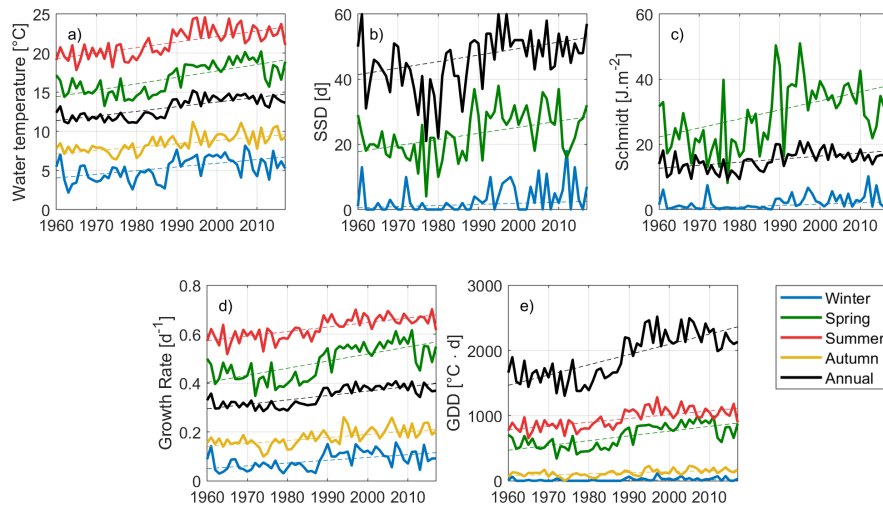 a)
Water temperature [°C]
25
20
15
10
5
0
1960 1970 1980 1990 2000 2010
b)
SSD [d]
60
40
20
0
1960 1970 1980 1990 2000 2010
c)
Schmidt [J.m-2]
60
40
20
0
1960 1970 1980 1990 2000 2010
d)
Growth Rate [d-1]
0.8
0.6
0.4
0.2
0
1960 1970 1980 1990 2000 2010
e)
GDD [°C · d]
3000
2000
1000
0
1960 1970 1980 1990 2000 2010
Winter
Spring
Summer
Autumn
Annual